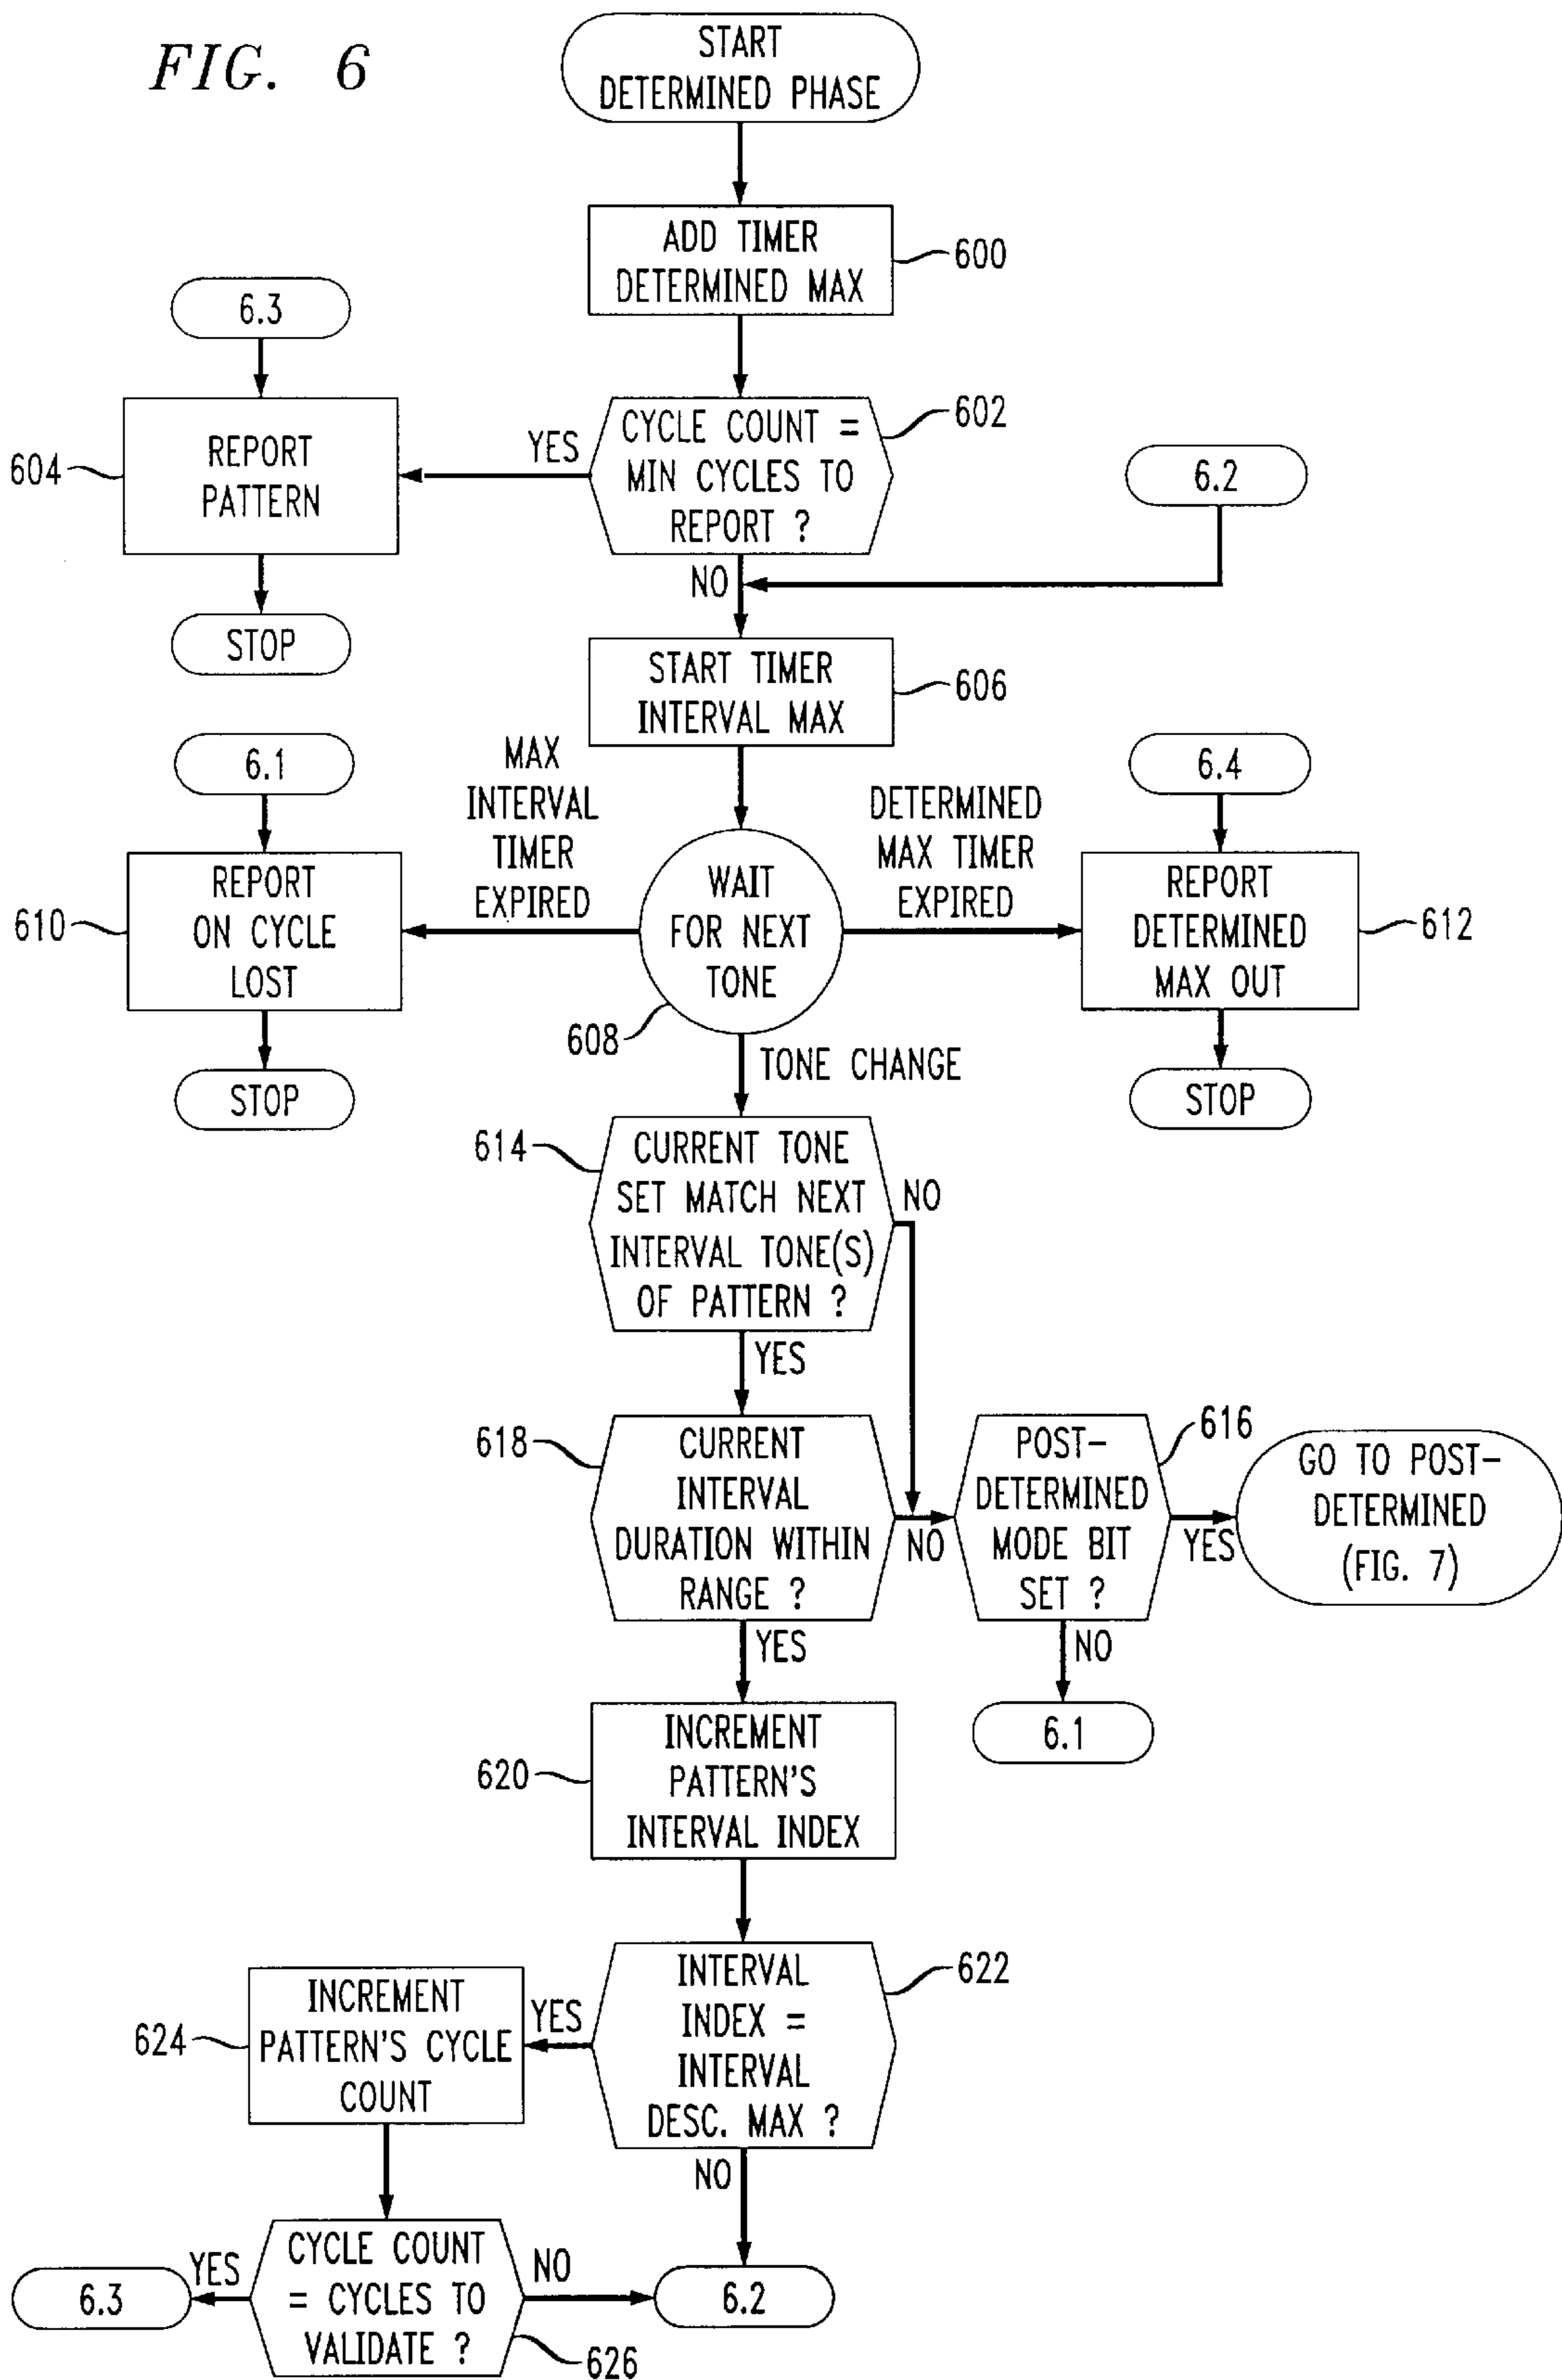 FIG. 6
START
DETERMINED PHASE
ADD TIMER
DETERMINED MAX
600
6.3
CYCLE COUNT =
MIN CYCLES TO
REPORT ?
602
YES
REPORT
PATTERN
604
6.2
NO
STOP
START TIMER
INTERVAL MAX
606
6.1
MAX
INTERVAL
TIMER
EXPIRED
DETERMINED
MAX TIMER
EXPIRED
6.4
REPORT
ON CYCLE
LOST
610
WAIT
FOR NEXT
TONE
608
REPORT
DETERMINED
MAX OUT
612
TONE CHANGE
STOP
STOP
614
CURRENT TONE
SET MATCH NEXT
INTERVAL TONE(S)
OF PATTERN ?
NO
YES
618
CURRENT
INTERVAL
DURATION WITHIN
RANGE ?
NO
POST-
DETERMINED
MODE BIT
SET ?
616
YES
GO TO POST-
DETERMINED
(FIG. 7)
YES
NO
6.1
620
INCREMENT
PATTERN'S
INTERVAL INDEX
INTERVAL
INDEX =
INTERVAL
DESC. MAX ?
622
YES
624
INCREMENT
PATTERN'S CYCLE
COUNT
NO
CYCLE COUNT
= CYCLES TO
VALIDATE ?
626
YES
6.3
NO
6.2